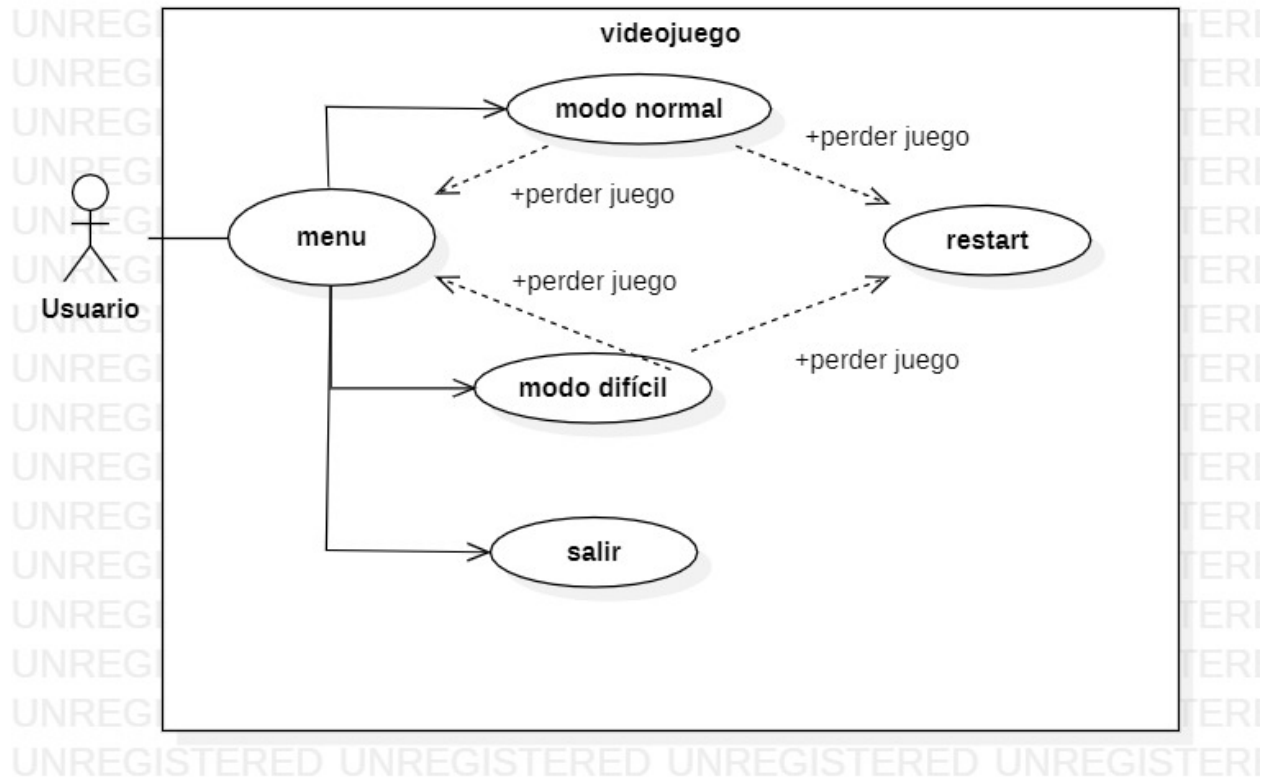 videojuego
modo normal
+perder juego
+perder juego
menu
restart
Usuario
+perder juego
+perder juego
modo difícil
salir
UNREGISTERED UNREGISTERED UNREGISTERED UNREGISTERI